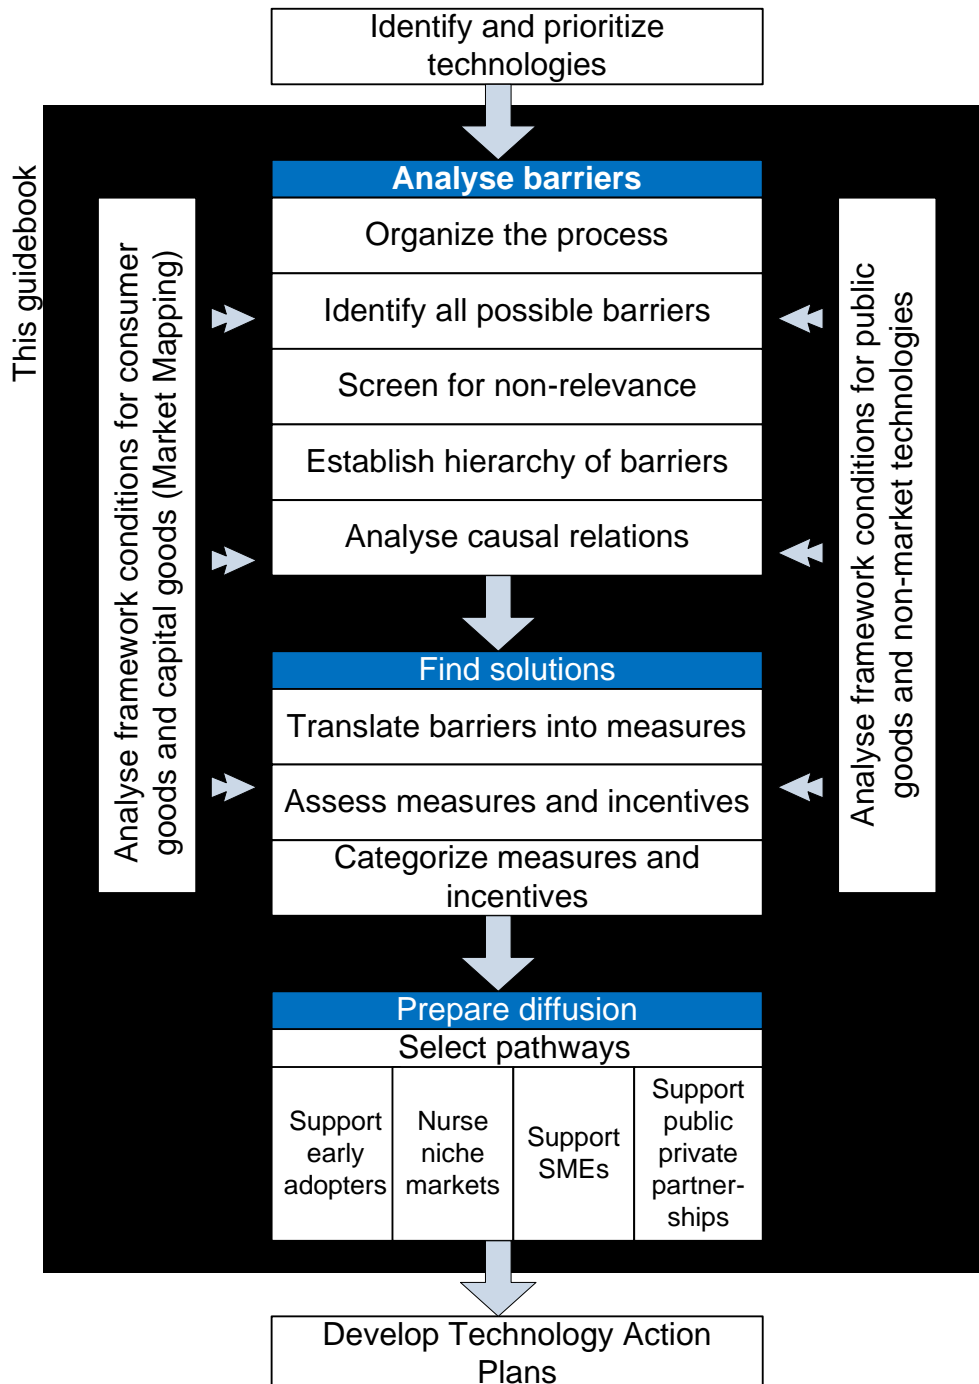 Identify and prioritize
technologies
This guidebook
Analyse framework conditions for consumer
goods and capital goods (Market Mapping)
Analyse barriers
Organize the process
Identify all possible barriers
Screen for non-relevance
Establish hierarchy of barriers
Analyse causal relations
Find solutions
Translate barriers into measures
Assess measures and incentives
Categorize measures and
incentives
Analyse framework conditions for public
goods and non-market technologies
Prepare diffusion
Select pathways
Support
early
adopters
Nurse
niche
markets
Support
SMEs
Support
public
private
partner-
ships
Develop Technology Action
Plans